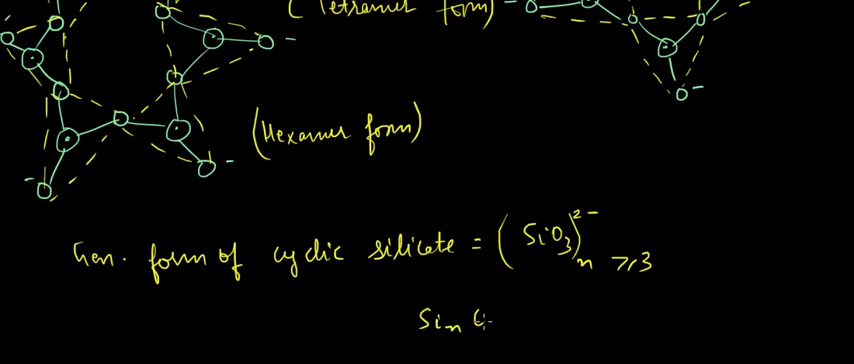 (Tetramer form)
(Hexamer form)
Gen. form of cyclic silicate = (SiO₃)ₙ²⁻ n ⩾ 3
Siₙ